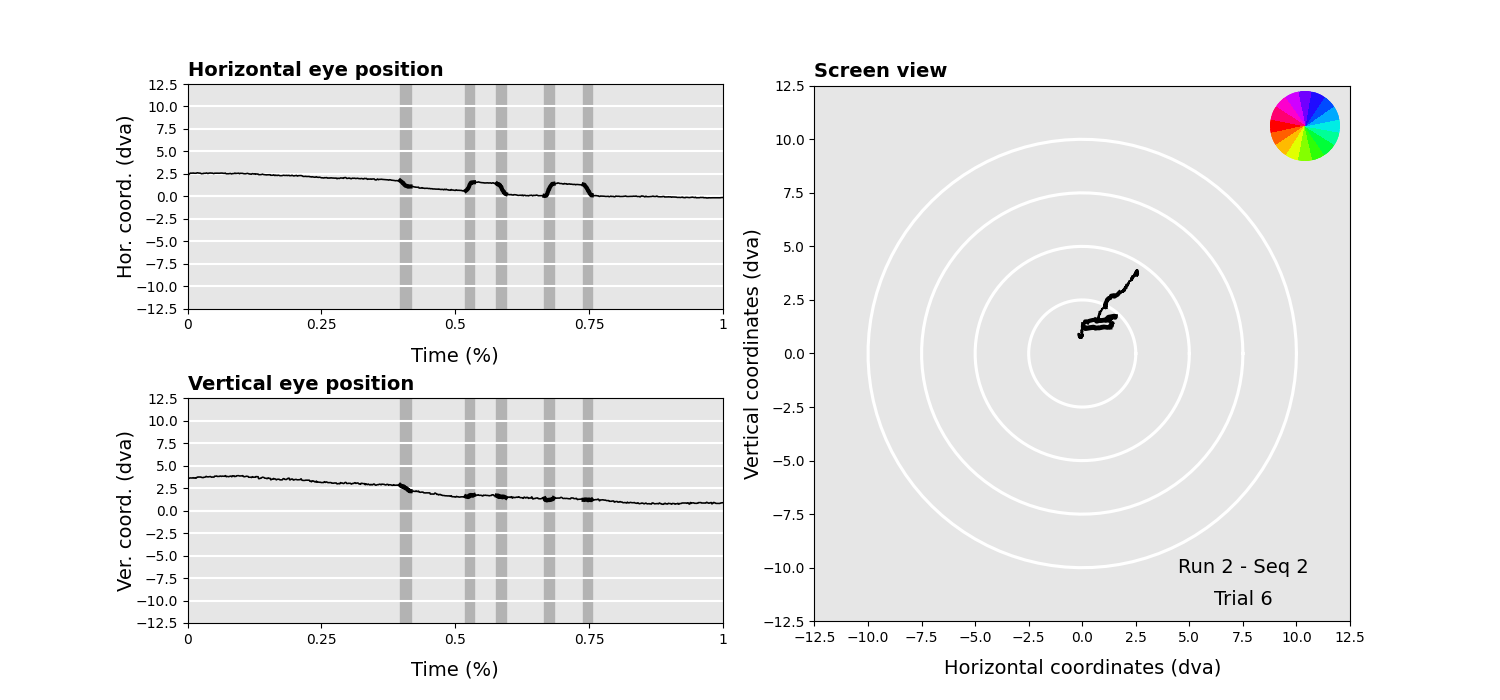 Horizontal eye position
12.5
10.0
7.5
5.0
2.5
0.0
−2.5
−5.0
−7.5
−10.0
−12.5
Hor. coord. (dva)
0 0.25 0.5 0.75 1
Time (%)
Vertical eye position
12.5
10.0
7.5
5.0
2.5
0.0
−2.5
−5.0
−7.5
−10.0
−12.5
Ver. coord. (dva)
0 0.25 0.5 0.75 1
Time (%)
Screen view
12.5
10.0
7.5
5.0
2.5
0.0
−2.5
−5.0
−7.5
−10.0
−12.5
Vertical coordinates (dva)
Run 2 - Seq 2
Trial 6
−12.5 −10.0 −7.5 −5.0 −2.5 0.0 2.5 5.0 7.5 10.0 12.5
Horizontal coordinates (dva)